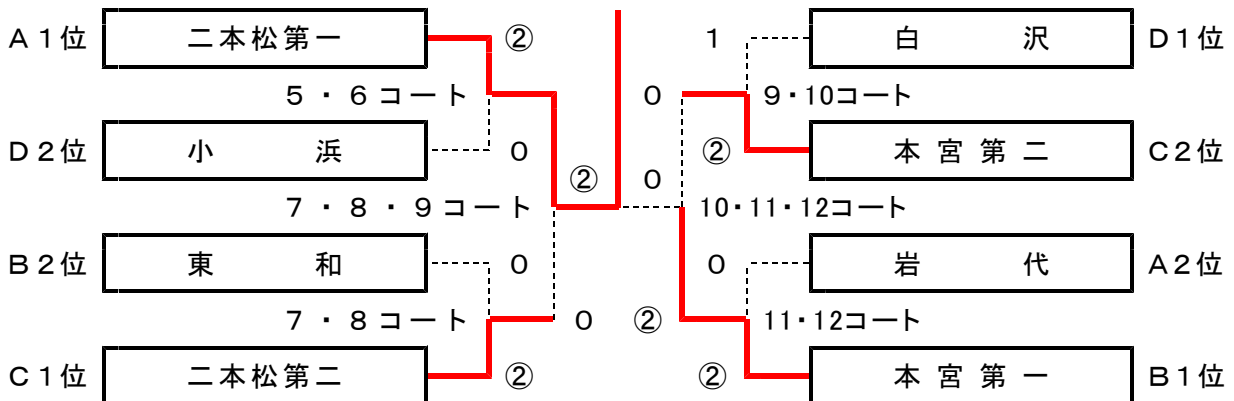 A1位 二本松第一 ② 1 白沢 D1位
5・6コート 0 9・10コート
D2位 小浜 0 ② 本宮第二 C2位
② 0
7・8・9コート 10・11・12コート
B2位 東和 0 0 岩代 A2位
7・8コート 0 ② 11・12コート
C1位 二本松第二 ② ② 本宮第一 B1位